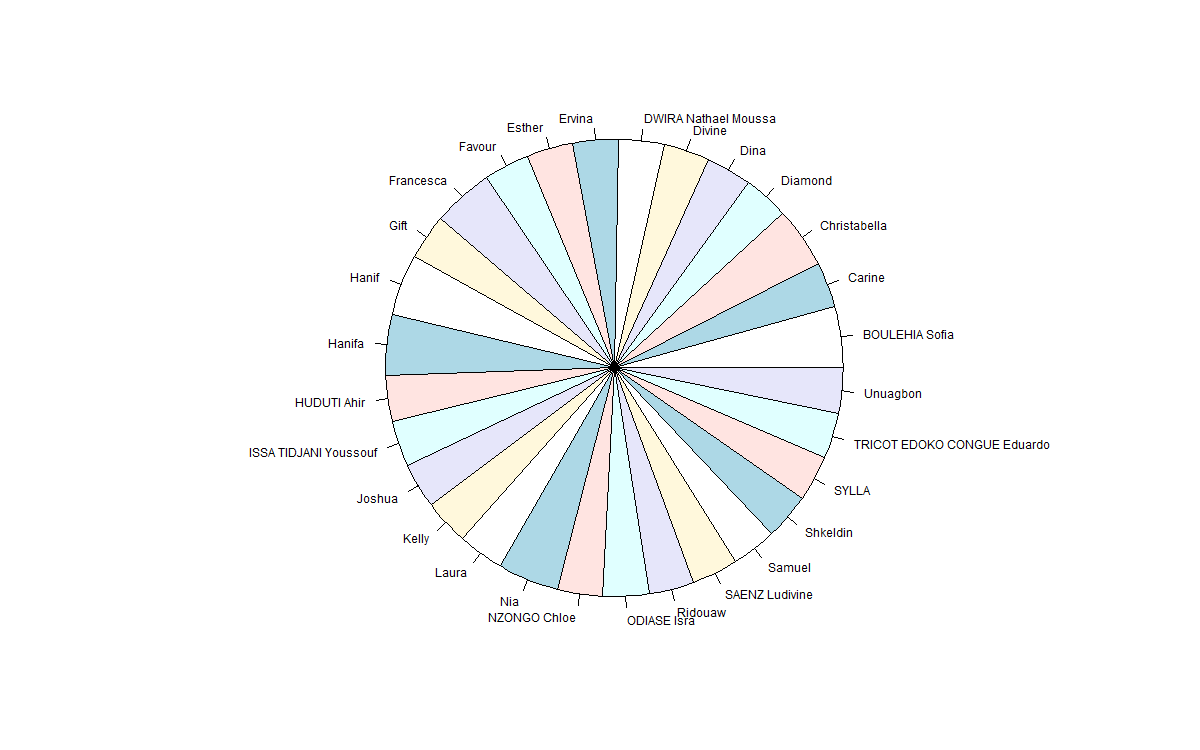 Ervina
DWIRA Nathael Moussa
Esther
Divine
Favour
Dina
Francesca
Diamond
Gift
Christabella
Hanif
Carine
Hanifa
BOULEHIA Sofia
HUDUTI Ahir
Unuagbon
ISSA TIDJANI Youssouf
TRICOT EDOKO CONGUE Eduardo
Joshua
SYLLA
Kelly
Shkeldin
Laura
Samuel
Nia
SAENZ Ludivine
NZONGO Chloe
Ridouaw
ODIASE Isra